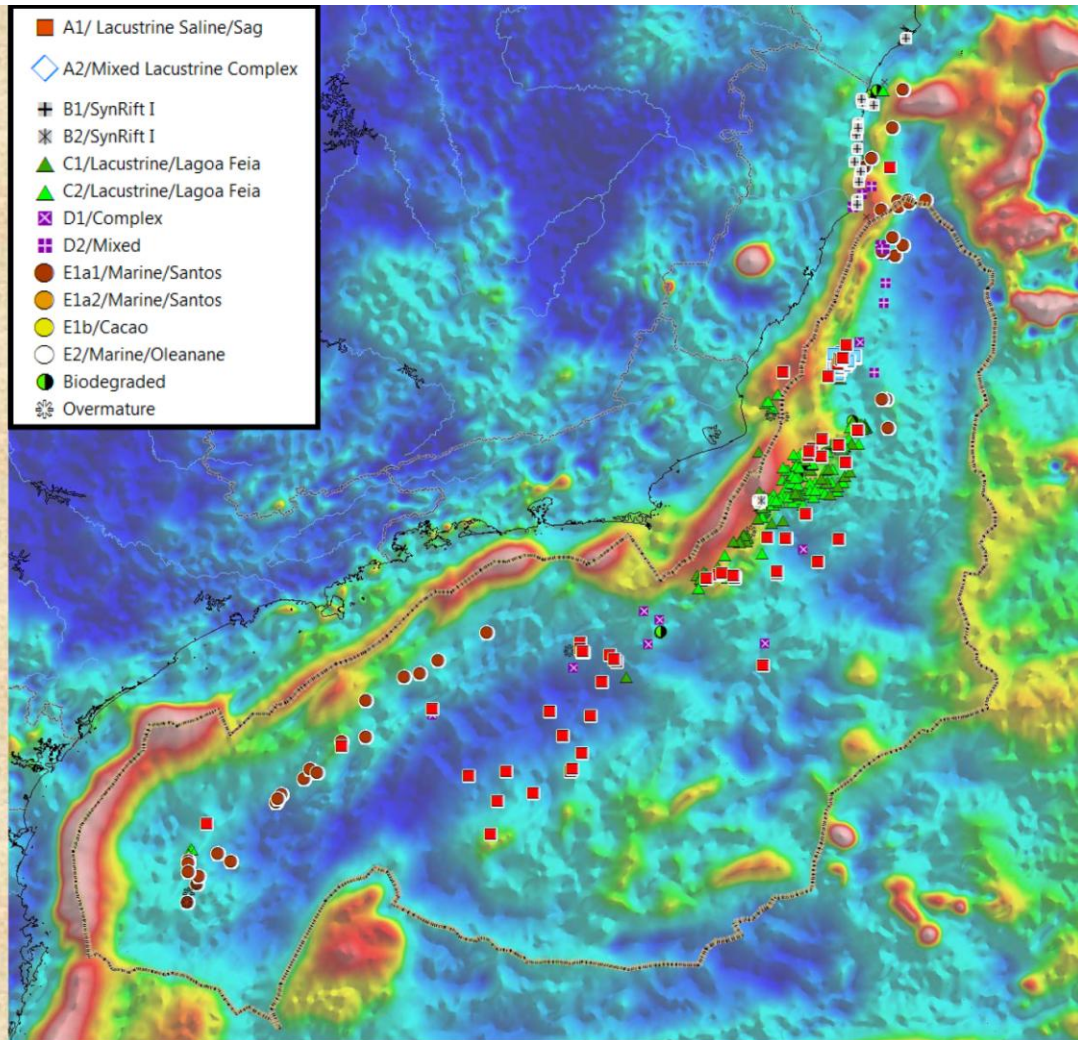 A1/ Lacustrine Saline/Sag
A2/Mixed Lacustrine Complex
B1/SynRift I
B2/SynRift I
C1/Lacustrine/Lagoa Feia
C2/Lacustrine/Lagoa Feia
D1/Complex
D2/Mixed
E1a1/Marine/Santos
E1a2/Marine/Santos
E1b/Cacao
E2/Marine/Oleanane
Biodegraded
Overmature